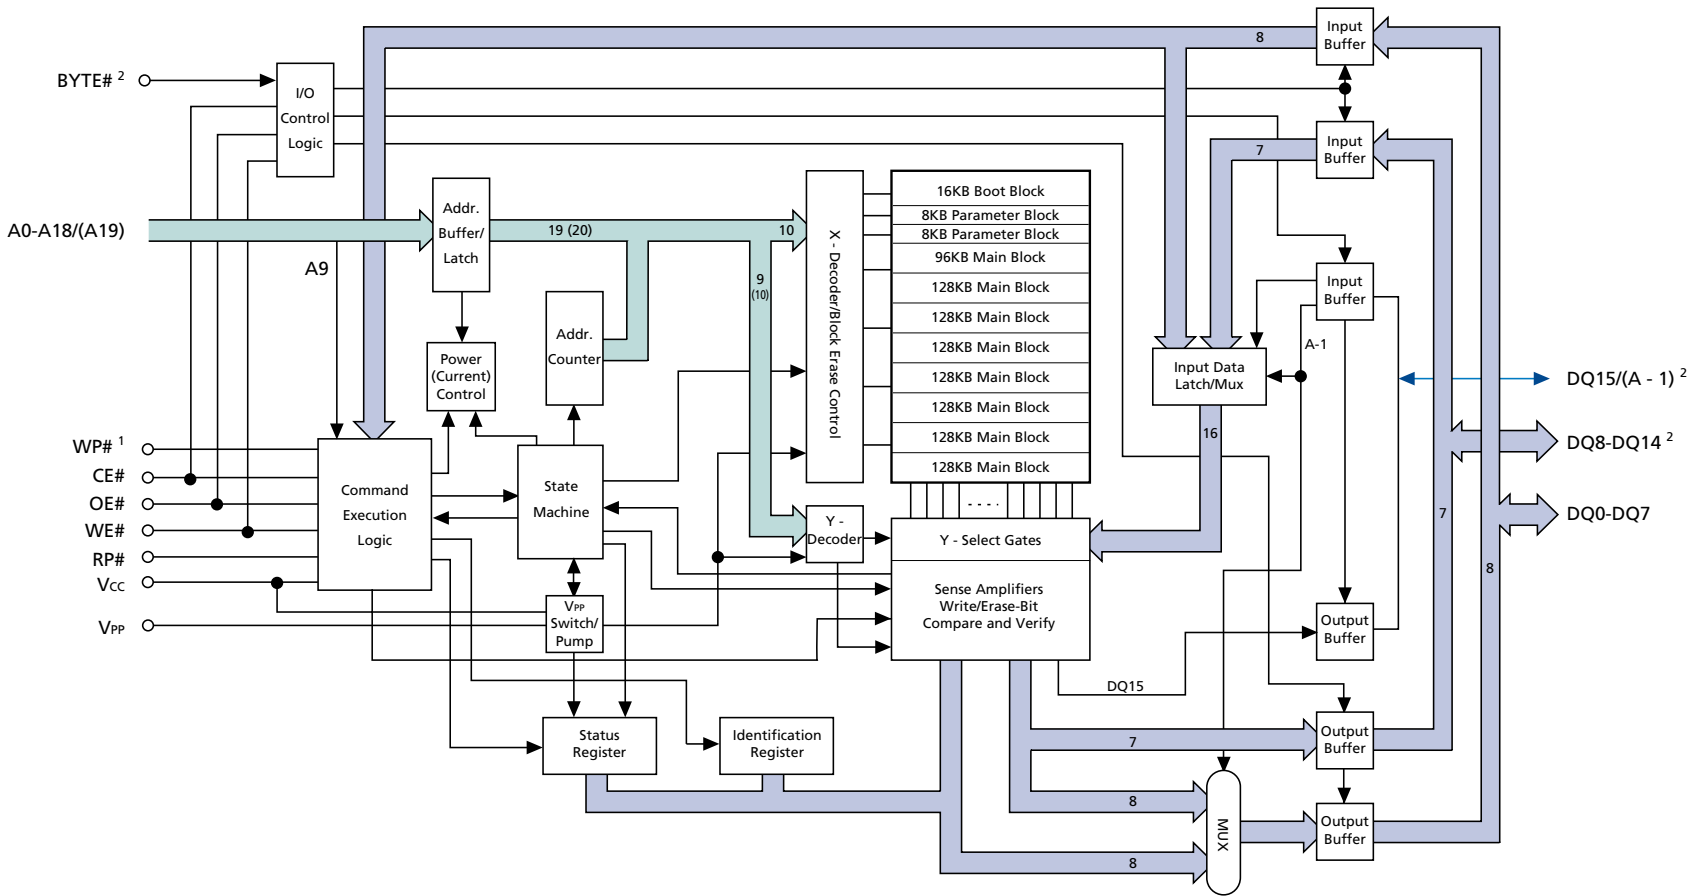 8
Input
Buffer
BYTE# 2
I/O
Control
Logic
7
Input
Buffer
A0-A18/(A19)
Addr.
Buffer/
Latch
19 (20)
10
9
(10)
A9
X - Decoder/Block Erase Control
16KB Boot Block
8KB Parameter Block
8KB Parameter Block
96KB Main Block
128KB Main Block
128KB Main Block
128KB Main Block
128KB Main Block
128KB Main Block
128KB Main Block
128KB Main Block
Input
Buffer
A-1
Addr.
Counter
Power
(Current)
Control
Input Data
Latch/Mux
16
DQ15/(A - 1) 2
DQ8-DQ14 2
DQ0-DQ7
7
8
WP# 1
CE#
OE#
WE#
RP#
VCC
VPP
Command
Execution
Logic
State
Machine
VPP
Switch/
Pump
Y -
Decoder
Y - Select Gates
Sense Amplifiers
Write/Erase-Bit
Compare and Verify
Output
Buffer
DQ15
Status
Register
Identification
Register
7
Output
Buffer
8
8
MUX
Output
Buffer